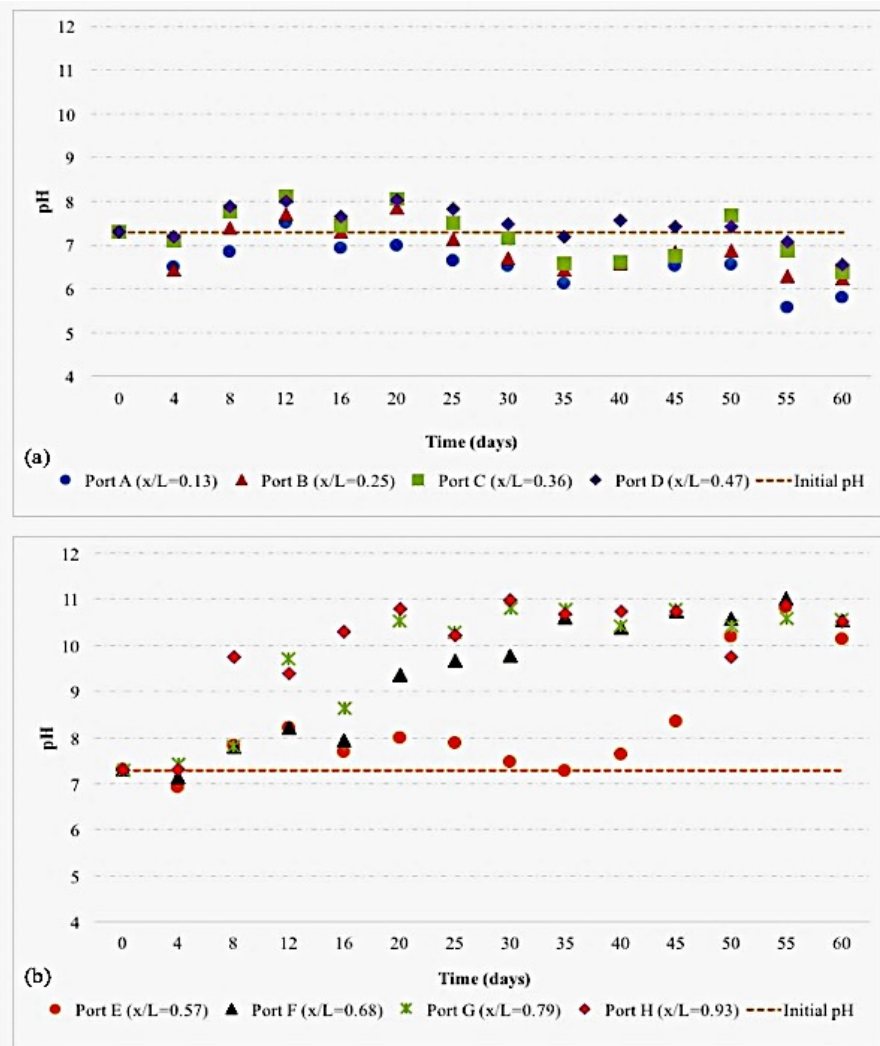 12
11
10
9
8
7
6
5
4
pH
0 4 8 12 16 20 25 30 35 40 45 50 55 60
Time (days)
(a)
Port A (x/L=0.13) Port B (x/L=0.25) Port C (x/L=0.36) Port D (x/L=0.47) Initial pH
12
11
10
9
8
7
6
5
4
pH
0 4 8 12 16 20 25 30 35 40 45 50 55 60
Time (days)
(b)
Port E (x/L=0.57) Port F (x/L=0.68) Port G (x/L=0.79) Port H (x/L=0.93) Initial pH